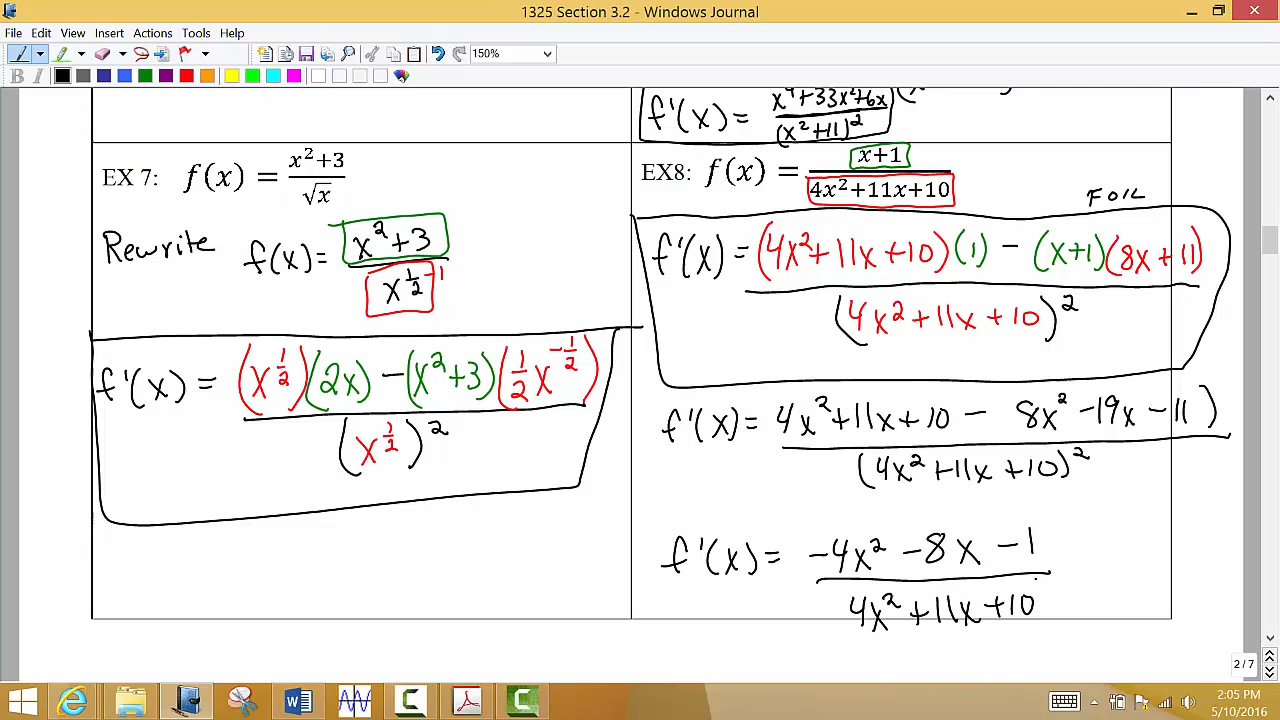 1325 Section 3.2 - Windows Journal
File Edit View Insert Actions Tools Help
150%
B I
f'(x) = x⁴+33x²+6x / (x²+11)²
EX 7: f(x) = x²+3 / √x
Rewrite f(x) = x²+3 / x^(1/2) -1
f'(x) = (x^(1/2))(2x) - (x²+3)(1/2 x^(-1/2)) / (x^(1/2))²
EX8: f(x) = x+1 / 4x²+11x+10
FOIL
f'(x) = (4x²+11x+10)(1) - (x+1)(8x+11) / (4x²+11x+10)²
f'(x) = 4x²+11x+10 - 8x² -19x -11) / (4x²+11x+10)²
f'(x) = -4x² -8x -1 / 4x²+11x+10
2/7
2:05 PM
5/10/2016